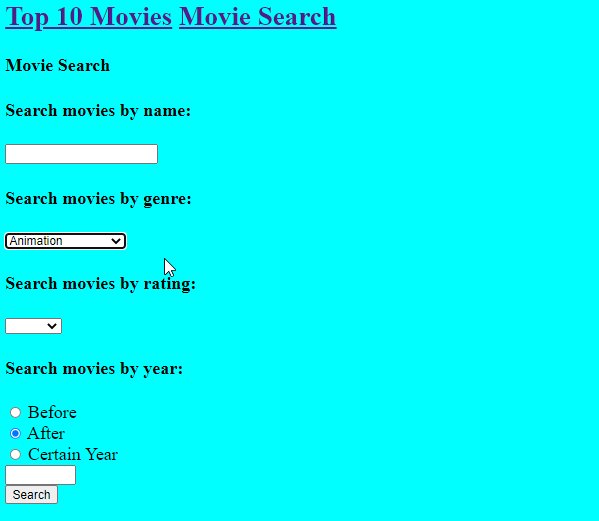 Top 10 Movies Movie Search
Movie Search
Search movies by name:
Search movies by genre:
Animation
Search movies by rating:
Search movies by year:
Before
After
Certain Year
Search